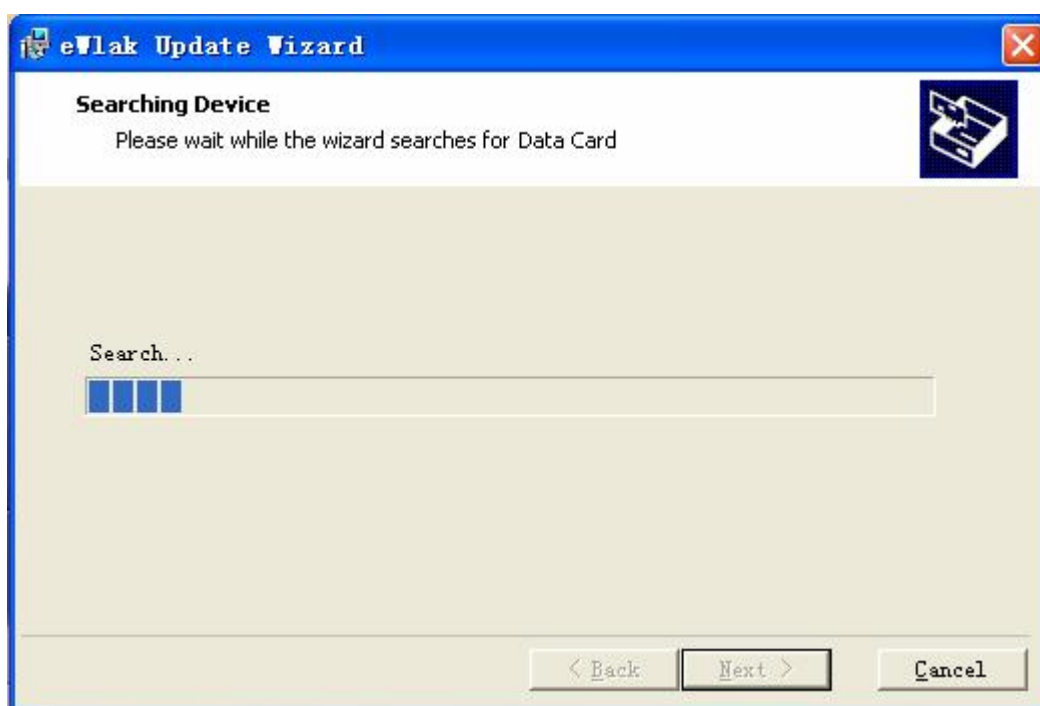 eWlak Update Wizard
Searching Device
Please wait while the wizard searches for Data Card
Search...
< Back
Next >
Cancel